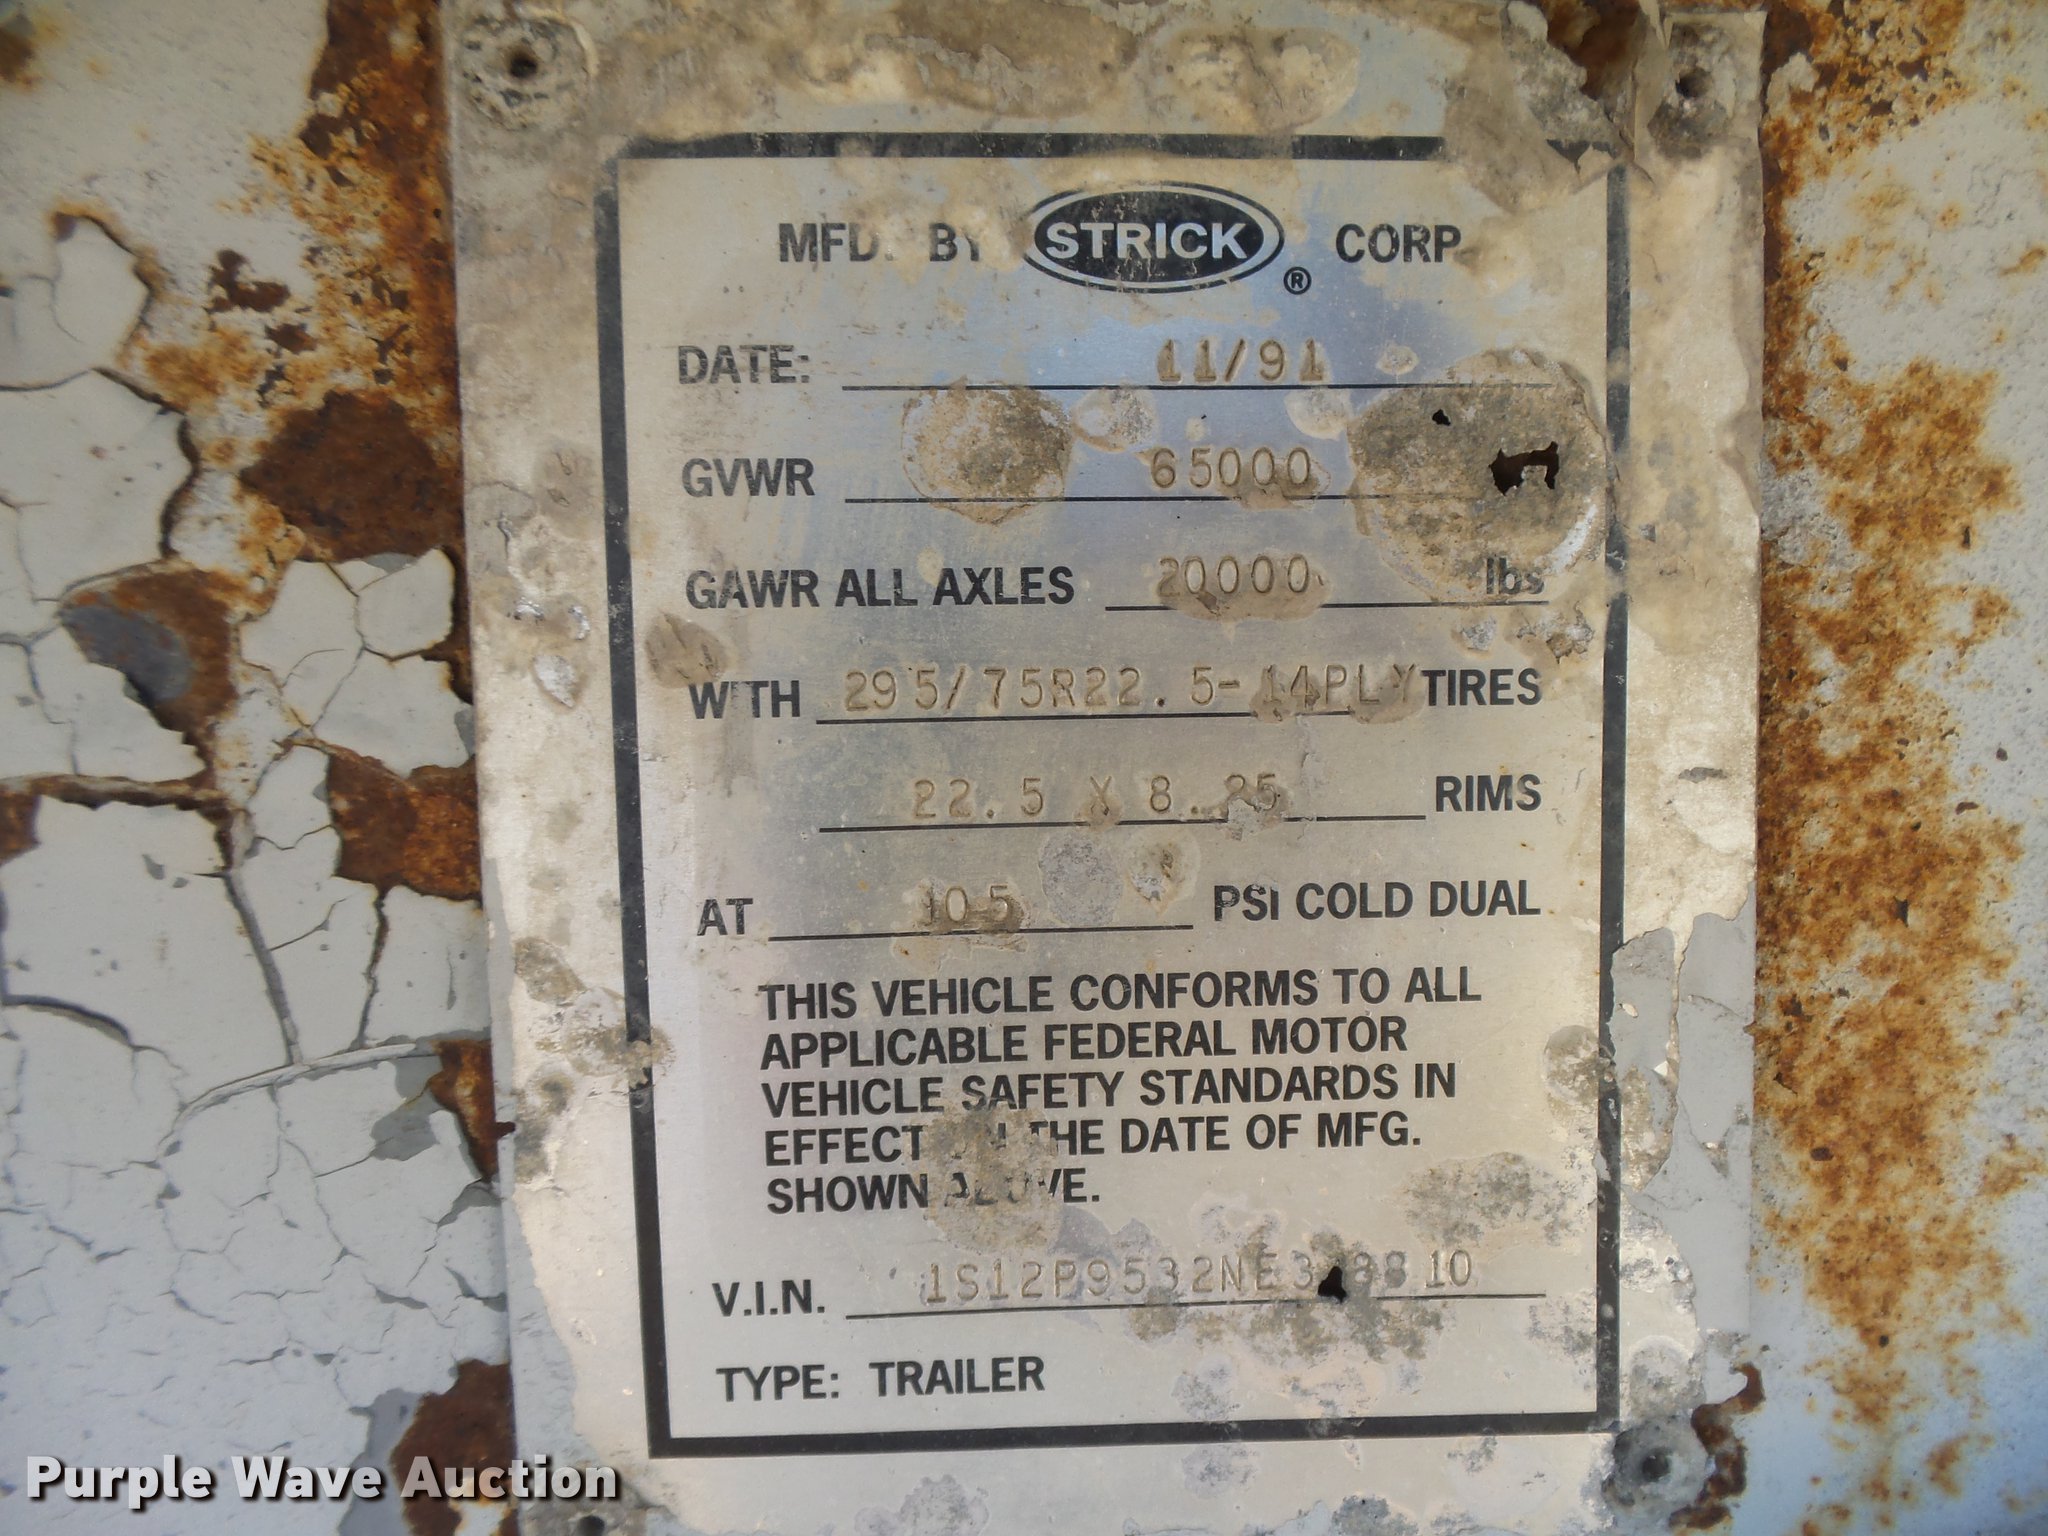 MFD. BY STRICK® CORP.
DATE: 11/91
GVWR 65000
GAWR ALL AXLES 20000 lbs
WITH 295/75R22.5-14PLY TIRES
22.5 X 8.25 RIMS
AT 105 PSI COLD DUAL
THIS VEHICLE CONFORMS TO ALL
APPLICABLE FEDERAL MOTOR
VEHICLE SAFETY STANDARDS IN
EFFECT ON THE DATE OF MFG.
SHOWN ABOVE.
V.I.N.
TYPE: TRAILER
Purple Wave Auction